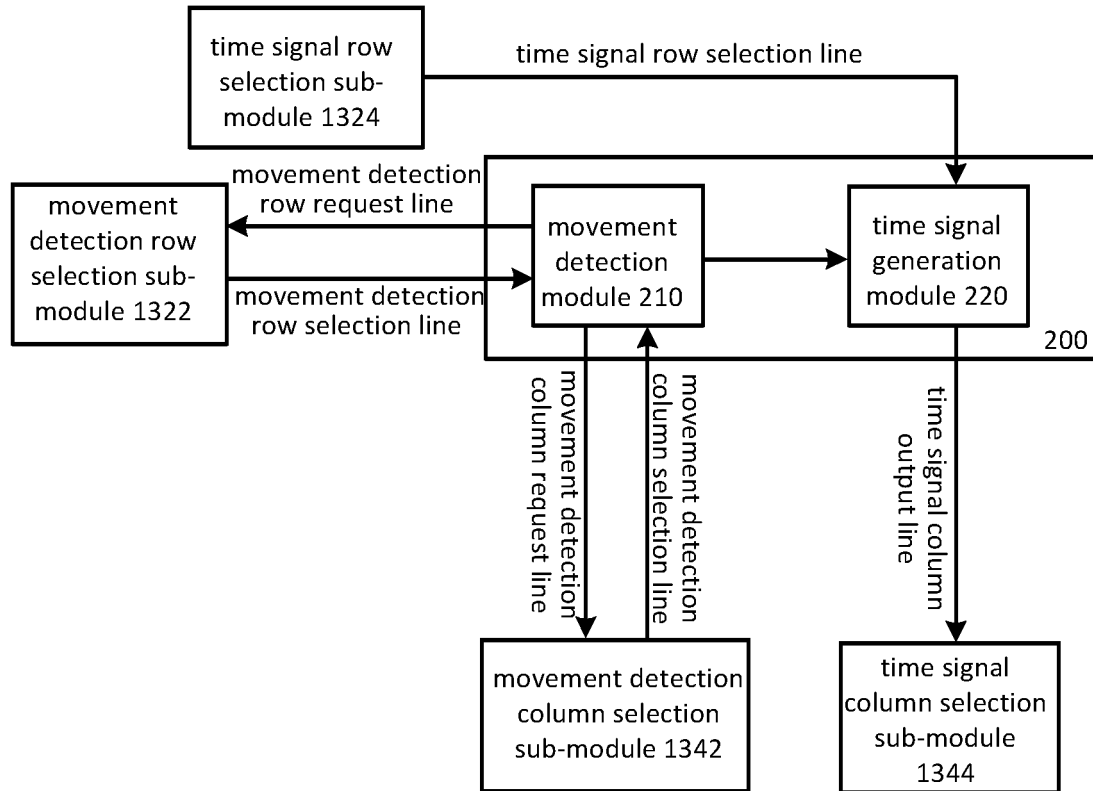 time signal row
selection sub-
module 1324
time signal row selection line
movement detection
row request line
movement
detection row
selection sub-
module 1322
movement detection
row selection line
movement
detection
module 210
time signal
generation
module 220
200
movement detection
column request line
movement detection
column selection line
time signal column
output line
movement detection
column selection
sub-module 1342
time signal
column selection
sub-module
1344